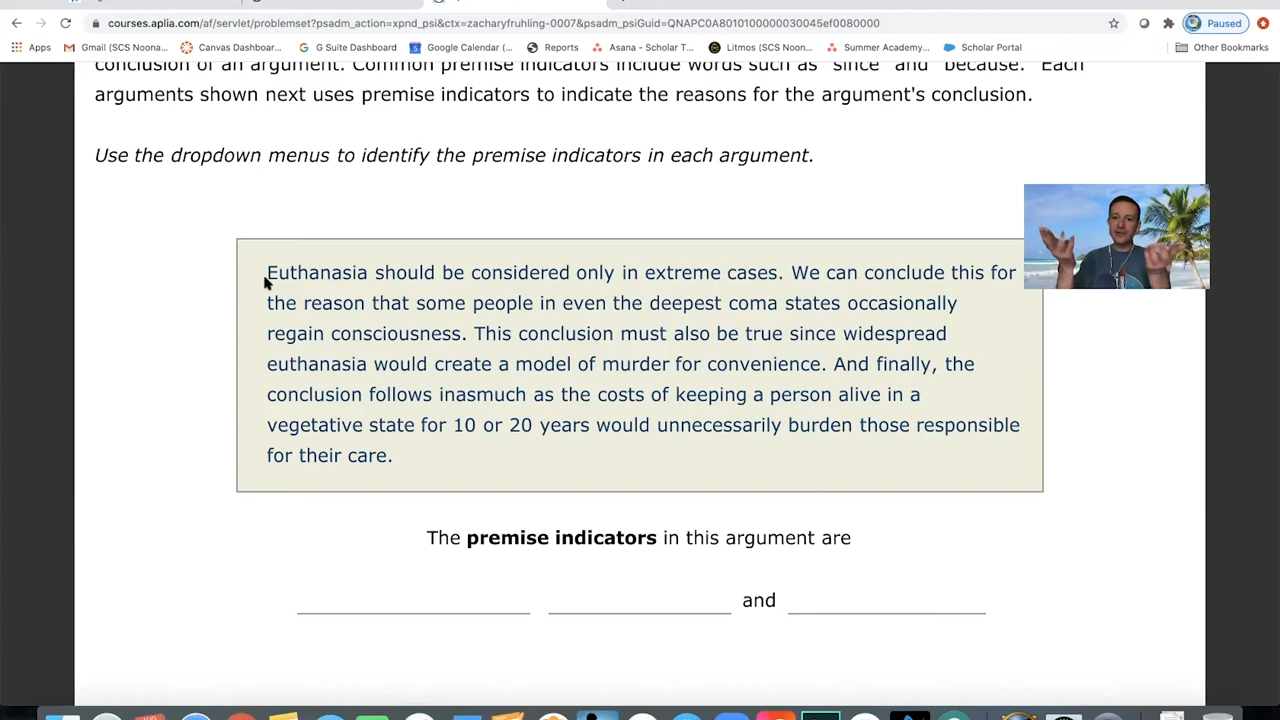 courses.aplia.com/af/servlet/problemset?psadm_action=xpnd_psi&ctx=zacharyfruhling-0007&psadm_psiGuid=QNAPC0A8010100000030045ef0080000
Paused
Apps
Gmail (SCS Noona...
Canvas Dashboar...
G Suite Dashboard
Google Calendar (...
Reports
Asana - Scholar T...
Litmos (SCS Noon...
Summer Academy...
Scholar Portal
Other Bookmarks
conclusion of an argument. Common premise indicators include words such as "since" and "because." Each
arguments shown next uses premise indicators to indicate the reasons for the argument's conclusion.
Use the dropdown menus to identify the premise indicators in each argument.
Euthanasia should be considered only in extreme cases. We can conclude this for
the reason that some people in even the deepest coma states occasionally
regain consciousness. This conclusion must also be true since widespread
euthanasia would create a model of murder for convenience. And finally, the
conclusion follows inasmuch as the costs of keeping a person alive in a
vegetative state for 10 or 20 years would unnecessarily burden those responsible
for their care.
The premise indicators in this argument are
and